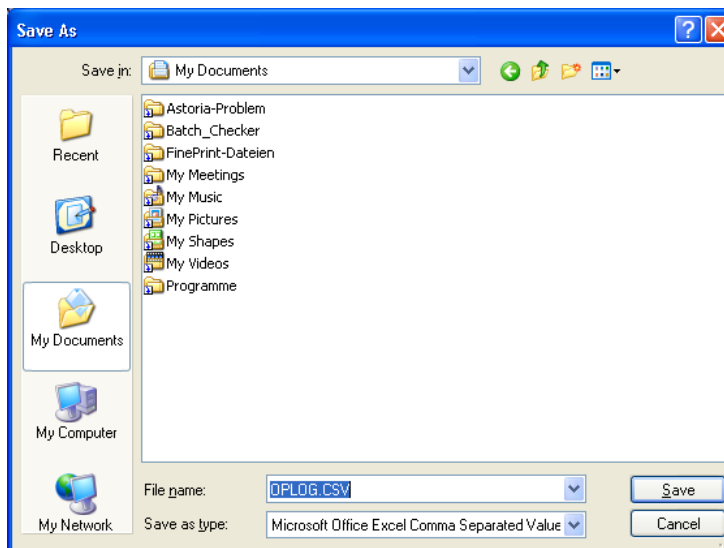 Save As
Save in:
My Documents
Recent
Desktop
My Documents
My Computer
My Network
Astoria-Problem
Batch_Checker
FinePrint-Dateien
My Meetings
My Music
My Pictures
My Shapes
My Videos
Programme
File name:
OPLOG.CSV
Save
Save as type:
Microsoft Office Excel Comma Separated Value
Cancel